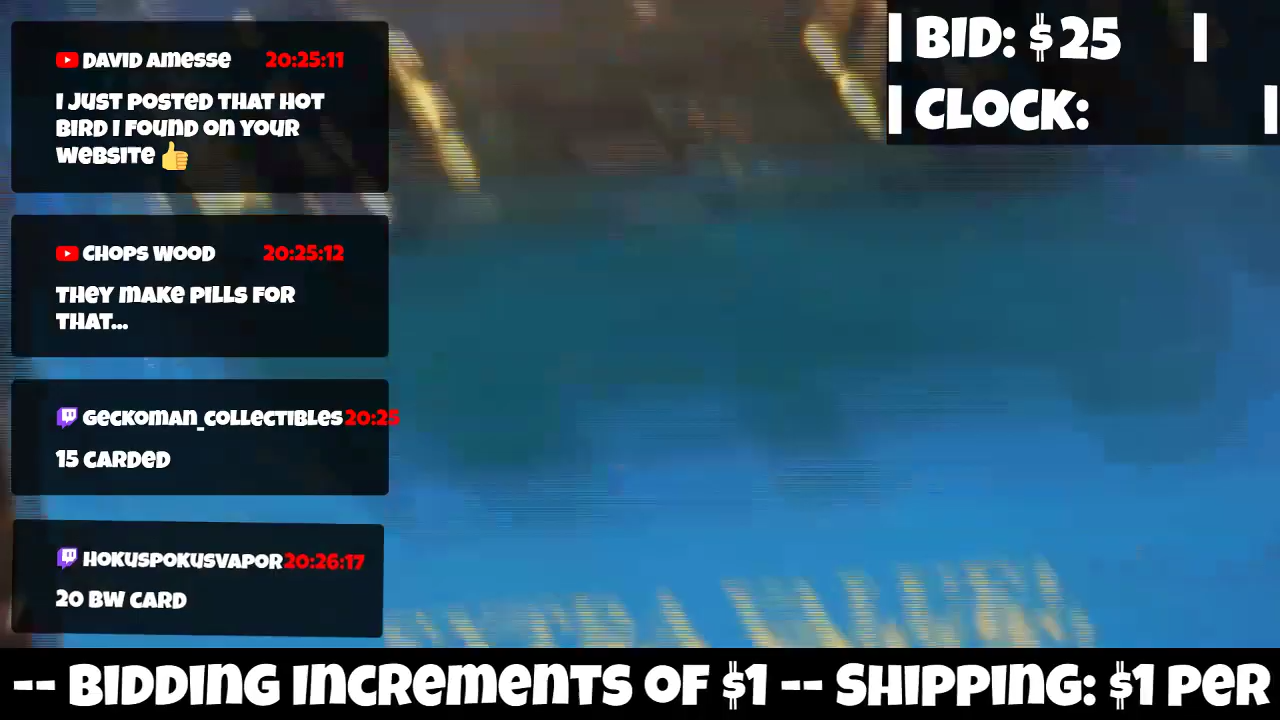 David Amesse 20:25:11
I just posted that hot
bird I found on your
website 👍
Chops Wood 20:25:12
They make pills for
that...
Geckoman_Collectibles 20:25
15 carded
hokuspokusvapor 20:26:17
20 BW card
| BID: $25 |
| CLOCK: |
-- BIDDING INCREMENTS OF $1 -- SHIPPING: $1 PER